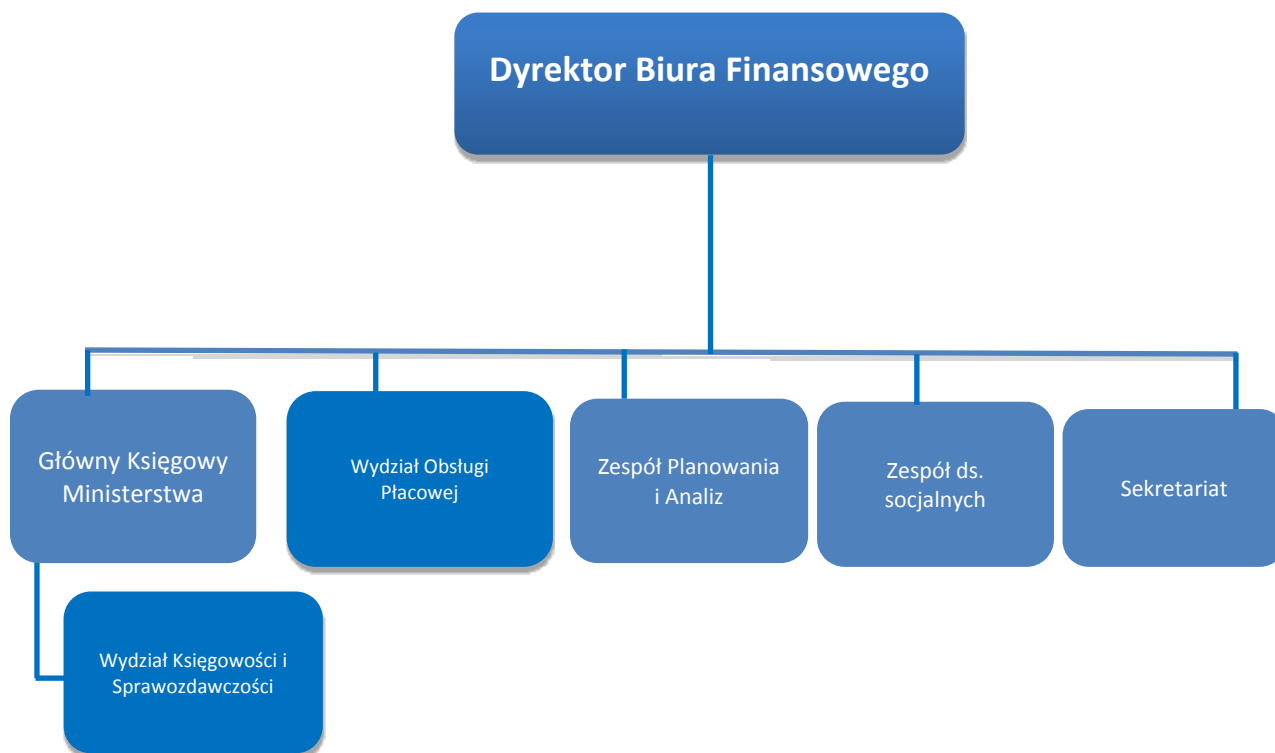 Dyrektor Biura Finansowego
Główny Księgowy
Ministerstwa
Wydział Obsługi
Płacowej
Zespół Planowania
i Analiz
Zespół ds.
socjalnych
Sekretariat
Wydział Księgowości i
Sprawozdawczości